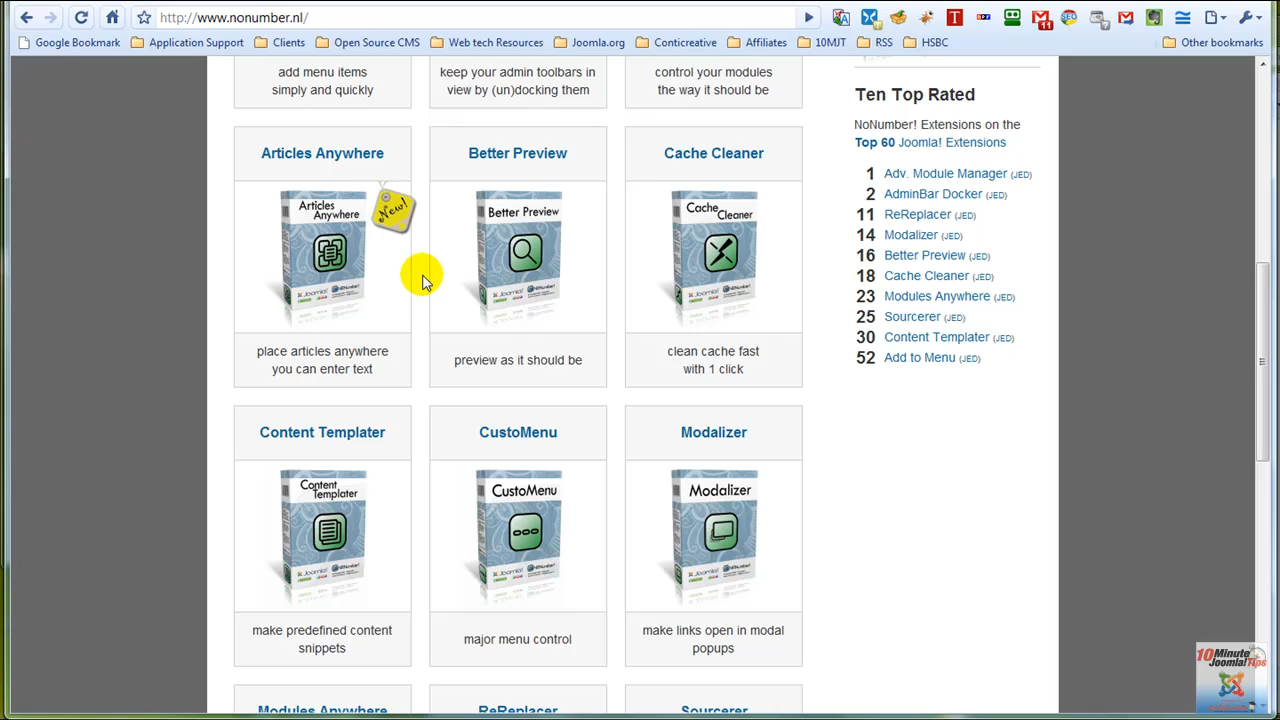 http://www.nonumber.nl/
11
Google Bookmark
Application Support
Clients
Open Source CMS
Web tech Resources
Joomla.org
Conticreative
Affiliates
10MJT
RSS
HSBC
Other bookmarks
add menu items
simply and quickly
keep your admin toolbars in
view by (un)docking them
control your modules
the way it should be
Articles Anywhere
Better Preview
Cache Cleaner
Articles
Anywhere
New!
Better Preview
Cache
Cleaner
place articles anywhere
you can enter text
preview as it should be
clean cache fast
with 1 click
Content Templater
CustoMenu
Modalizer
Content
Templater
CustoMenu
Modalizer
make predefined content
snippets
major menu control
make links open in modal
popups
Modules Anywhere
ReReplacer
Sourcerer
Ten Top Rated
NoNumber! Extensions on the
Top 60 Joomla! Extensions
1 Adv. Module Manager (JED)
2 AdminBar Docker (JED)
11 ReReplacer (JED)
14 Modalizer (JED)
16 Better Preview (JED)
18 Cache Cleaner (JED)
23 Modules Anywhere (JED)
25 Sourcerer (JED)
30 Content Templater (JED)
52 Add to Menu (JED)
10 Minute
Joomla!Tips